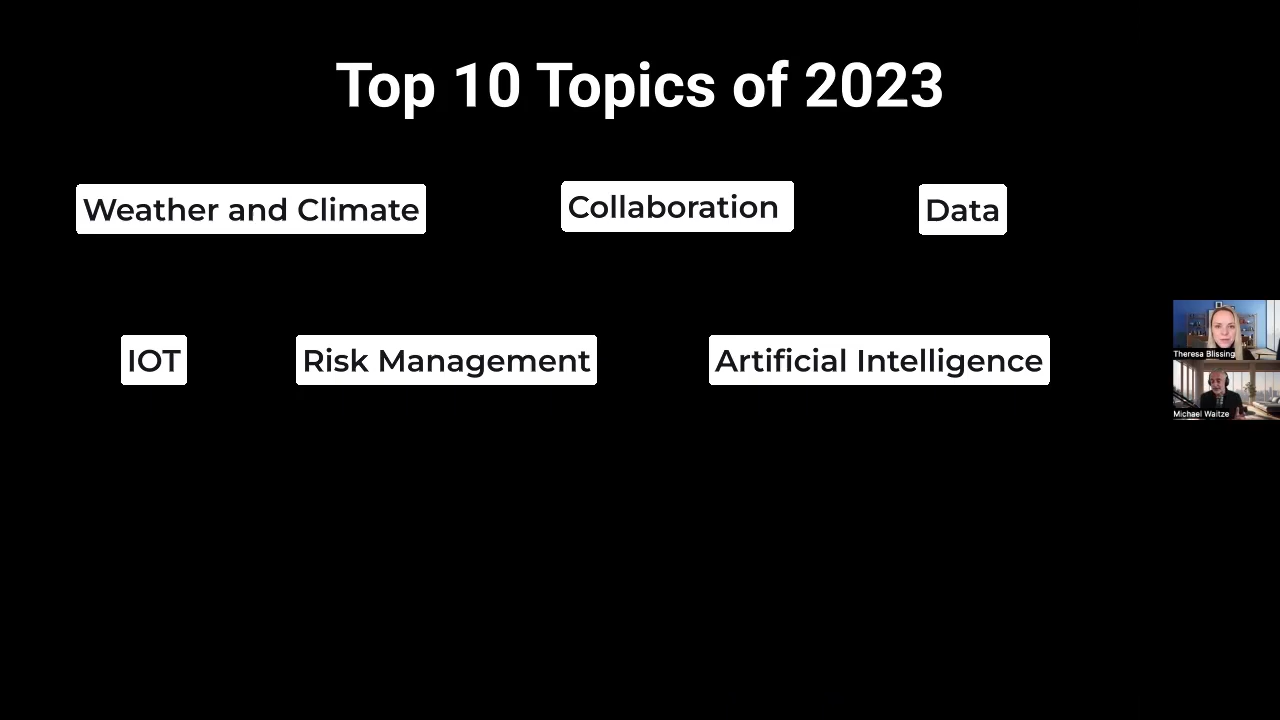 Top 10 Topics of 2023
Weather and Climate
Collaboration
Data
IOT
Risk Management
Artificial Intelligence
Theresa Blissing
Michael Waitze